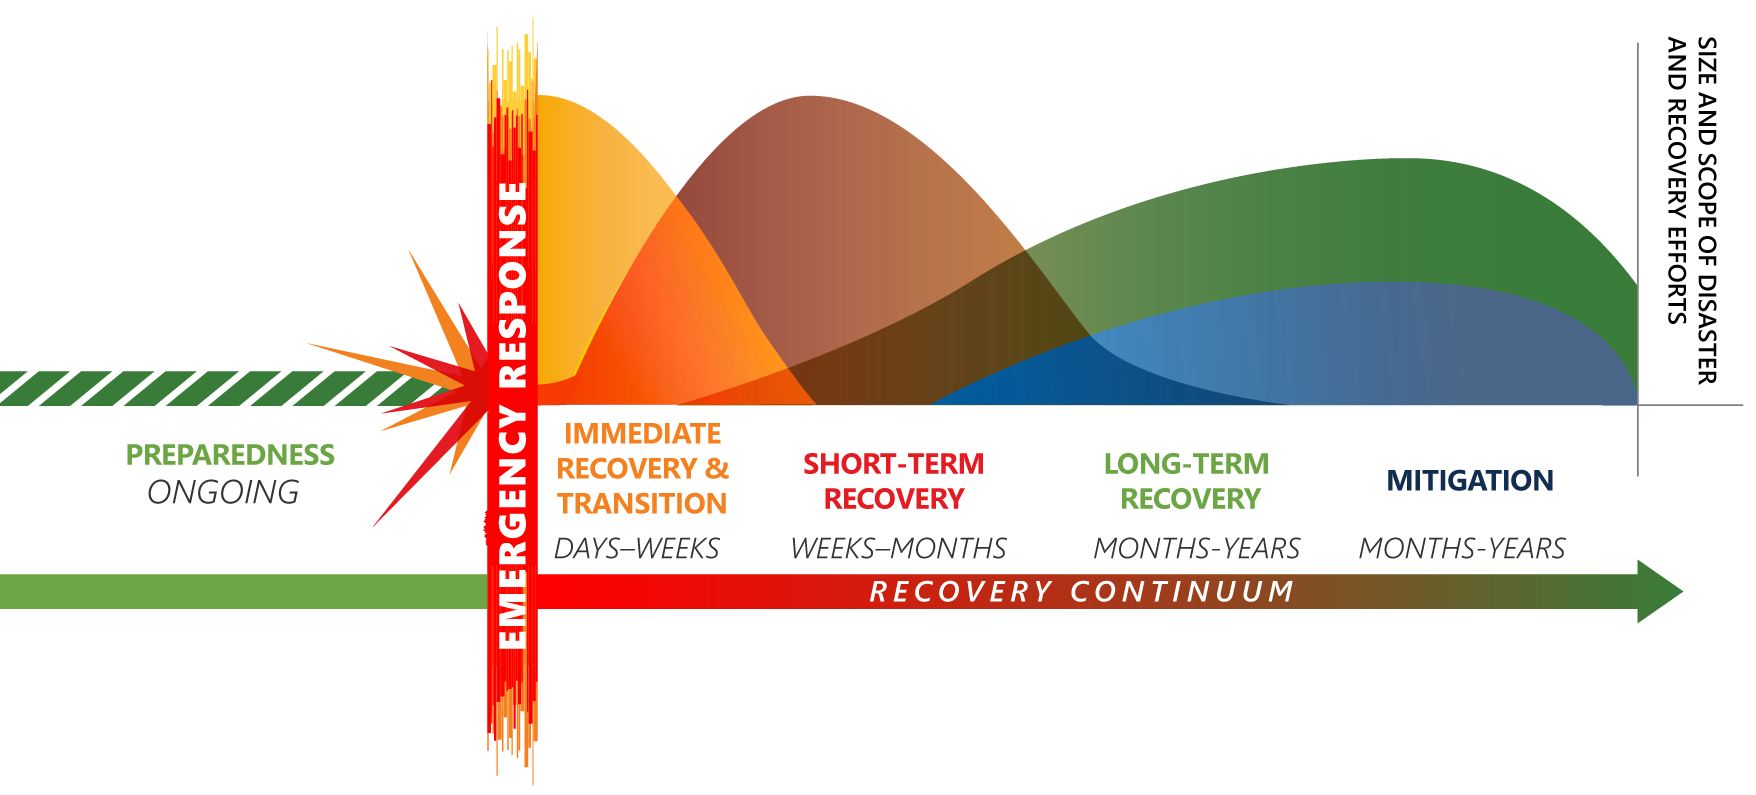 PREPAREDNESS
ONGOING
EMERGENCY RESPONSE
IMMEDIATE
RECOVERY &
TRANSITION
DAYS–WEEKS
SHORT-TERM
RECOVERY
WEEKS–MONTHS
LONG-TERM
RECOVERY
MONTHS-YEARS
MITIGATION
MONTHS-YEARS
RECOVERY CONTINUUM
SIZE AND SCOPE OF DISASTER
AND RECOVERY EFFORTS